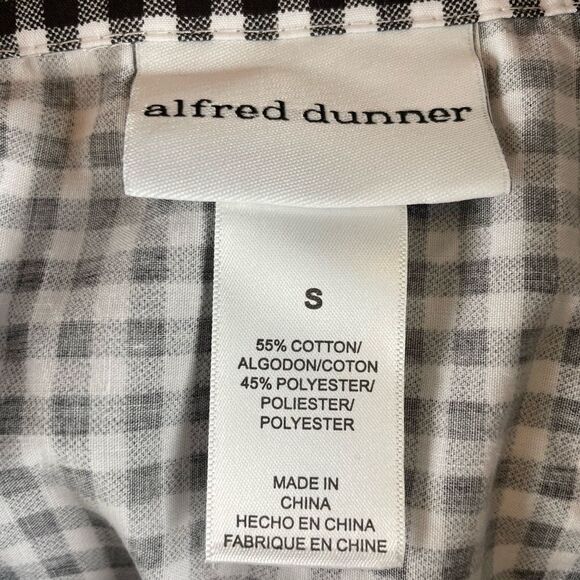 alfred dunner
S
55% COTTON/
ALGODON/COTON
45% POLYESTER/
POLIESTER/
POLYESTER
MADE IN
CHINA
HECHO EN CHINA
FABRIQUE EN CHINE